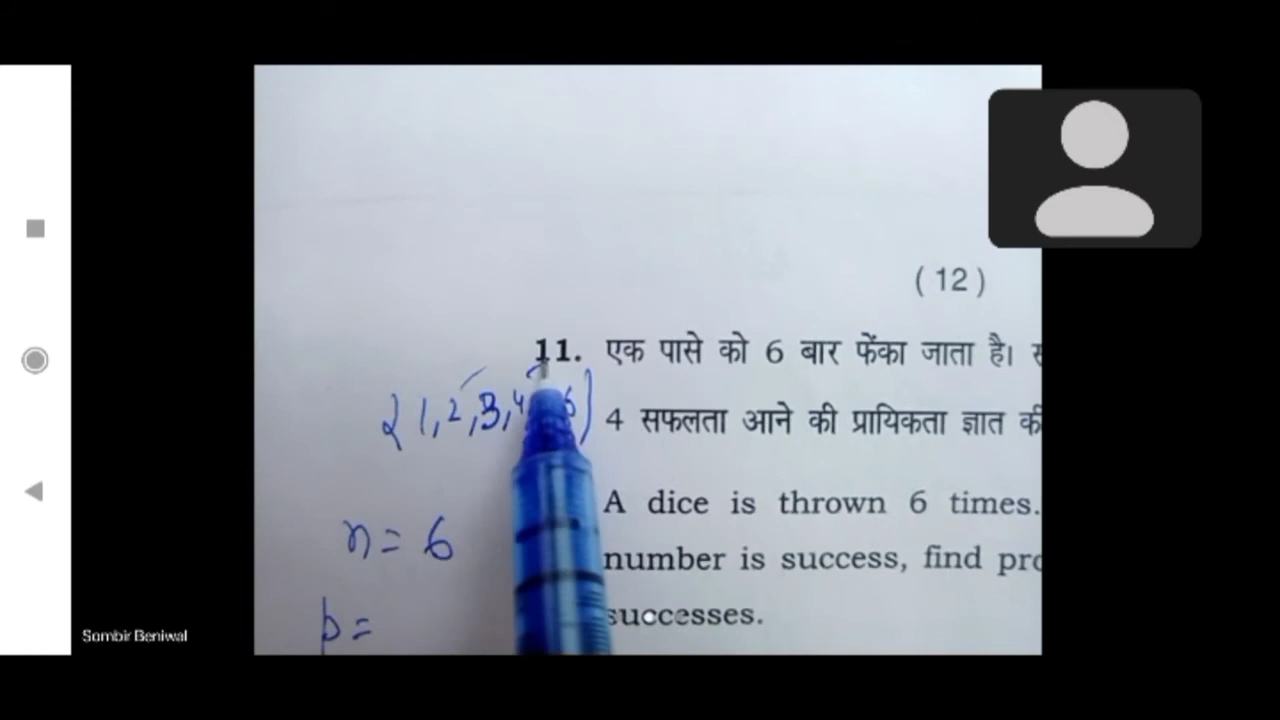 ( 12 )
11. एक पासे को 6 बार फेंका जाता है।
{ 1, 2, 3, 4 6 }
4 सफलता आने की प्रायिकता ज्ञात
A dice is thrown 6 times.
n = 6
number is success, find
p =
successes.
Sombir Beniwal